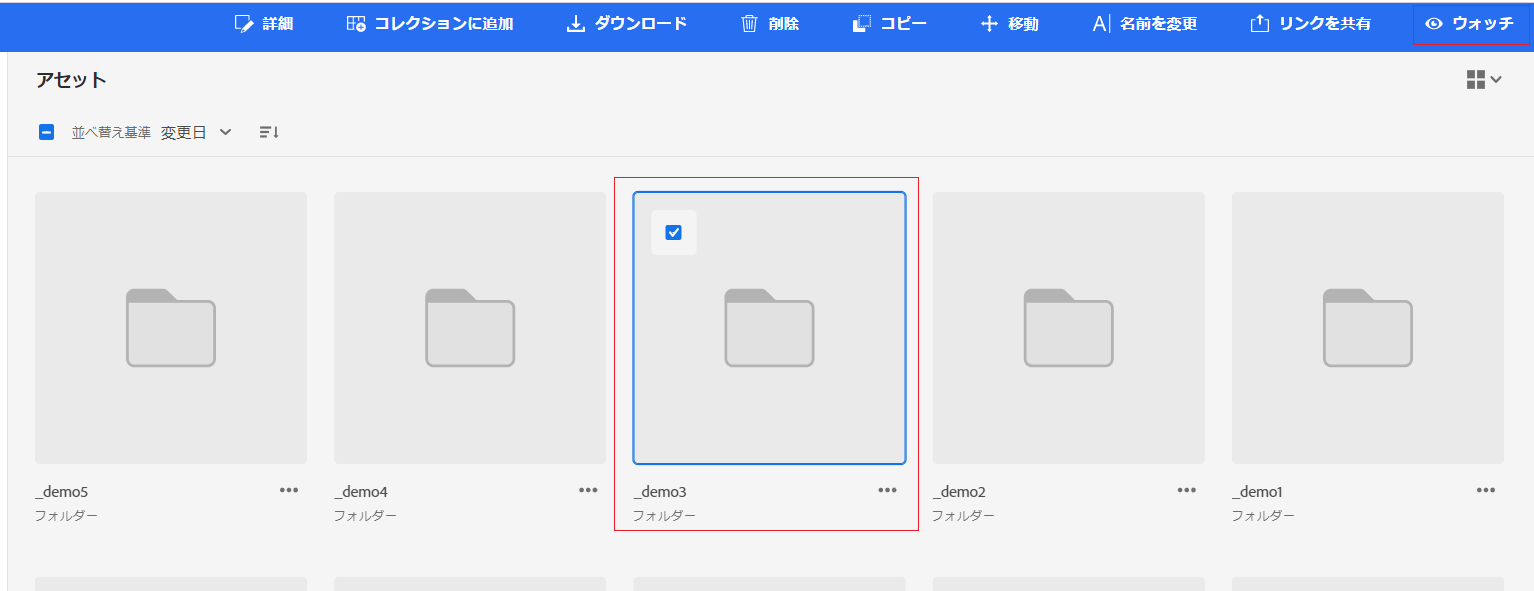 詳細 コレクションに追加 ダウンロード 削除 コピー 移動 名前を変更 リンクを共有 ウォッチ
アセット
並べ替え基準 変更日
_demo5 _demo4 _demo3 _demo2 _demo1
フォルダー フォルダー フォルダー フォルダー フォルダー